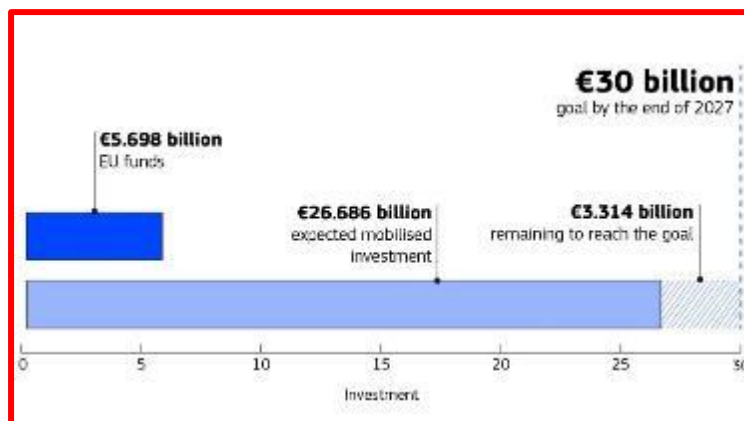 €30 billion
goal by the end of 2027
€5.698 billion
EU funds
€26.686 billion
expected mobilised
investment
€3.314 billion
remaining to reach the goal
0 5 10 15 20 25 30
Investment